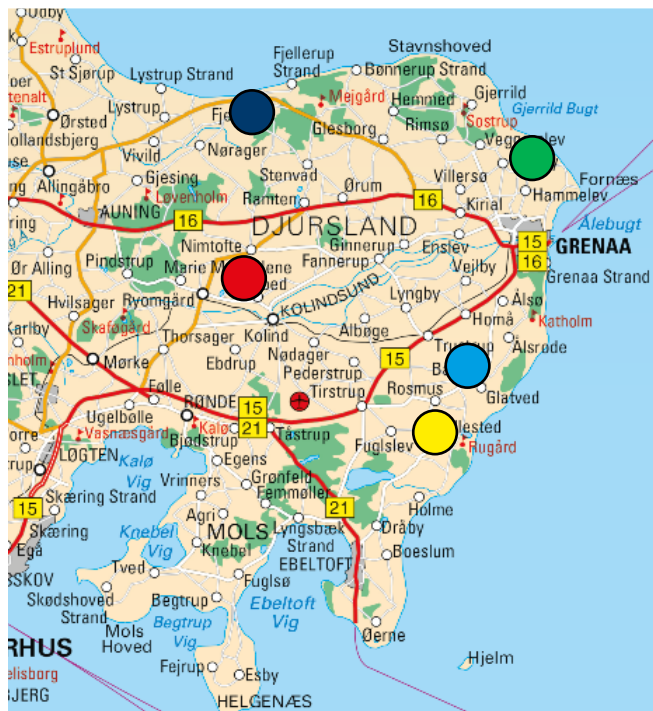 Udby
Estruplund
St Sjørup
Lystrup Strand
Fjellerup
Strand
Stavnshoved
Bønnerup Strand
Mejgård
Hemmed
Gjerrild
Gjerrild Bugt
Sostrup
Lystrup
Ørsted
Glesborg
Rimsø
Vivild
Nørager
Allingåbro
Gjesing
Stenvad
Villersø
Hammelev
Fornæs
Løvenholm
Ramten
Ørum
AUNING
16
16
Kirial
DJURSLAND
Ålebugt
Nimtofte
Ginnerup
Enslev
15
GRENAA
16
Ør Alling
Pindstrup
Fannerup
Vejlby
Grenaa Strand
21
Ryomgård
KOLINDSUND
Lyngby
Ålsø
Hvilsager
Skaføgård
Karlby
Thorsager
Kolind
Albøge
Homå
Katholm
Ålsrøde
Mørke
Ebdrup
Nødager
15
Pederstrup
Følle
Tirstrup
Rosmus
Glatved
Ugelbølle
RØNDE
15
Vasnæsgård
Kalø
21
Tåstrup
Fuglslev
Rugård
LØGTEN
Bjødstrup
Kalø
Vig
Egens
Grønfeld
Femmøller
21
Skæring Strand
Vrinners
Holme
15
Skæring
Knebel
Vig
Agri
MOLS
Lyngsbæk
Strand
Dråby
Egå
Knebel
EBELTOFT
Boeslum
Tved
Fuglsø
Skødshoved
Strand
Begtrup
Ebeltoft
Vig
Mols
Hoved
Begtrup
Vig
Øerne
RHUS
Hjelm
Fejrup
Esby
HELGENÆS